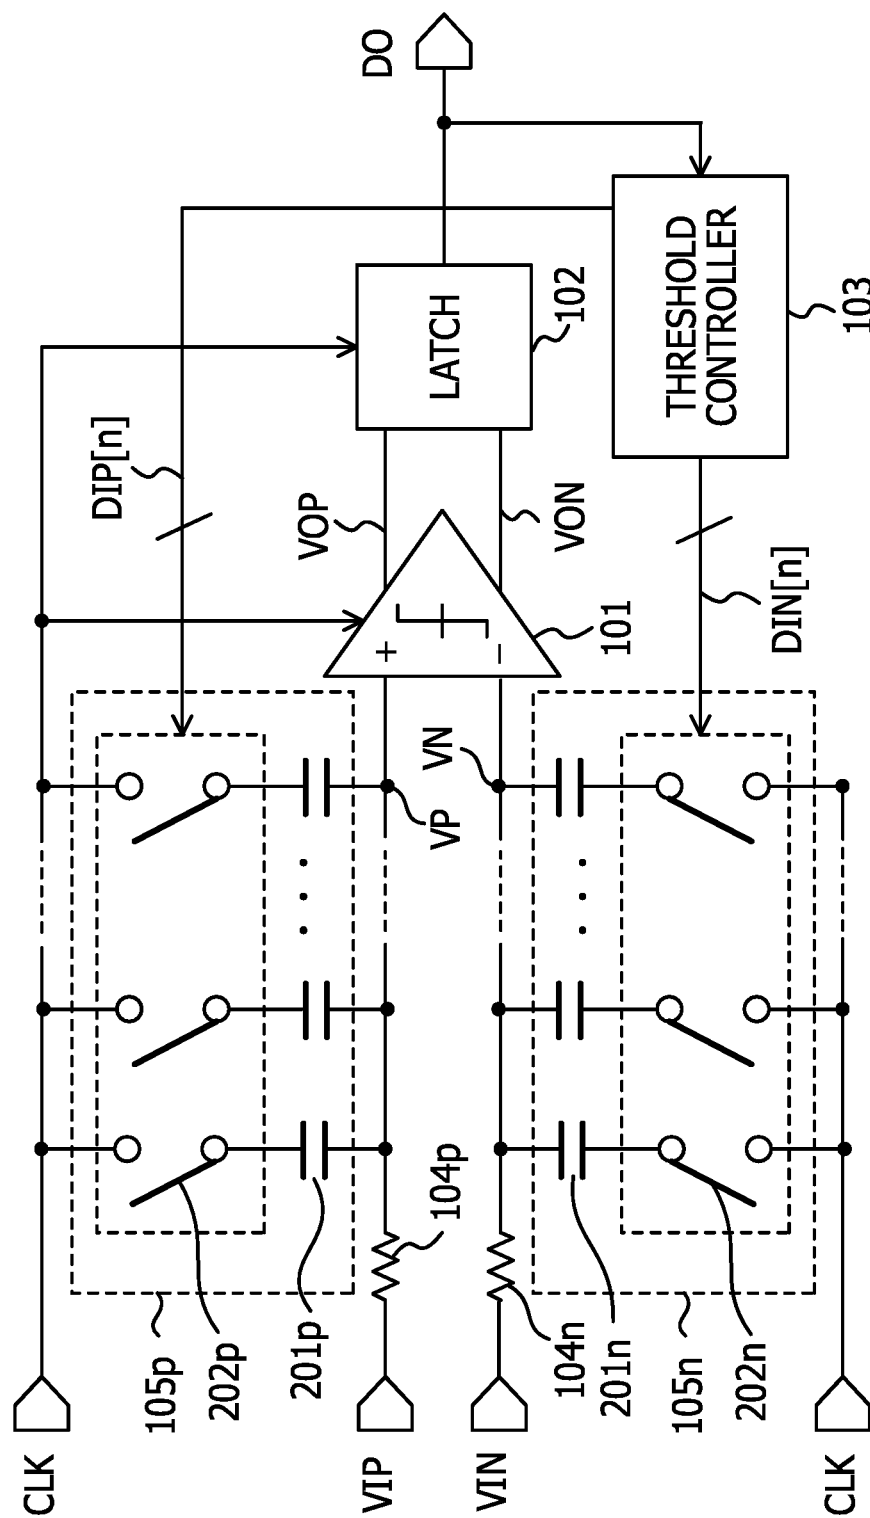 CLK
105p
202p
201p
DIP[n]
VIP
104p
VP
VOP
LATCH
102
DO
+
−
101
VIN
104n
VN
VON
201n
105n
202n
DIN[n]
THRESHOLD
CONTROLLER
103
CLK